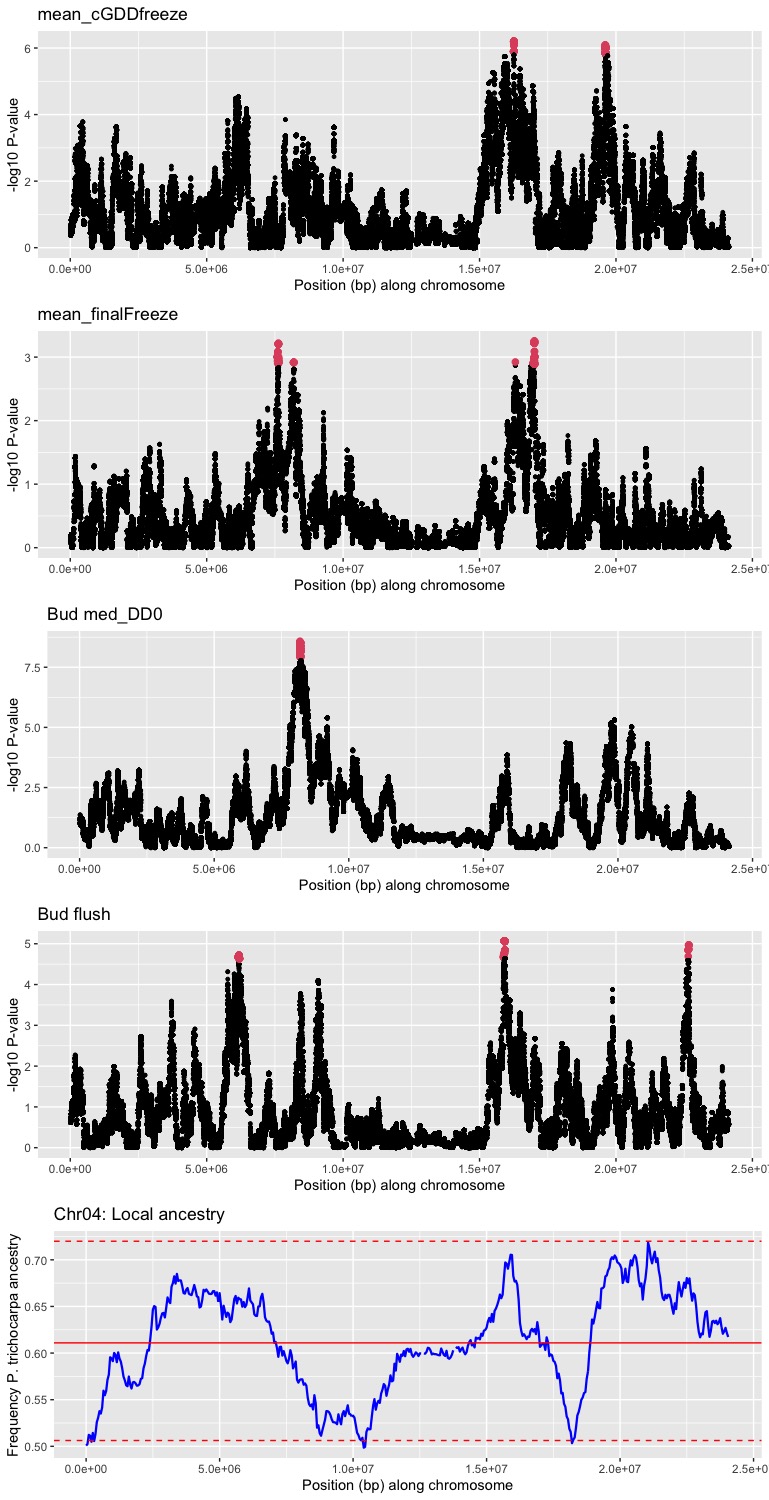 mean_cGDDfreeze
-log10 P-value
6
4
2
0
0.0e+00 5.0e+06 1.0e+07 1.5e+07 2.0e+07 2.5e+0
Position (bp) along chromosome
mean_finalFreeze
-log10 P-value
3
2
1
0
0.0e+00 5.0e+06 1.0e+07 1.5e+07 2.0e+07 2.5e+0
Position (bp) along chromosome
Bud med_DD0
-log10 P-value
7.5
5.0
2.5
0.0
0.0e+00 5.0e+06 1.0e+07 1.5e+07 2.0e+07 2.5e+0
Position (bp) along chromosome
Bud flush
-log10 P-value
5
4
3
2
1
0
0.0e+00 5.0e+06 1.0e+07 1.5e+07 2.0e+07 2.5e+0
Position (bp) along chromosome
Chr04: Local ancestry
Frequency P. trichocarpa ancestry
0.70
0.65
0.60
0.55
0.50
0.0e+00 5.0e+06 1.0e+07 1.5e+07 2.0e+07 2.5e+0
Position (bp) along chromosome